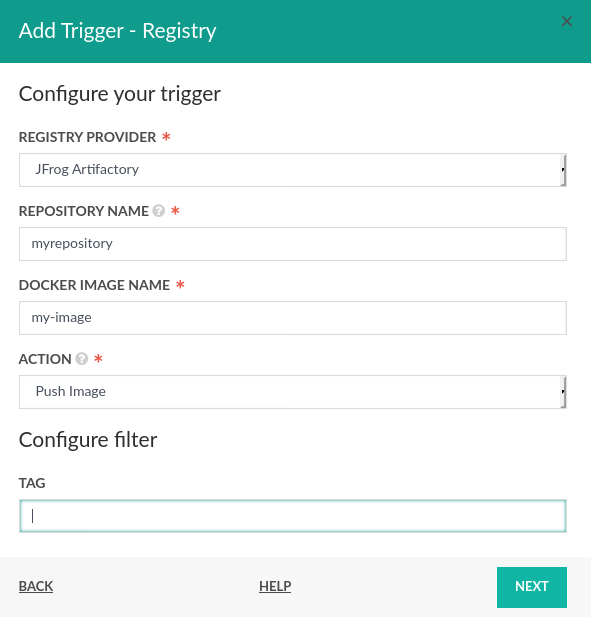 Add Trigger - Registry
×
Configure your trigger
REGISTRY PROVIDER *
JFrog Artifactory
REPOSITORY NAME ? *
myrepository
DOCKER IMAGE NAME *
my-image
ACTION ? *
Push Image
Configure filter
TAG
BACK HELP NEXT